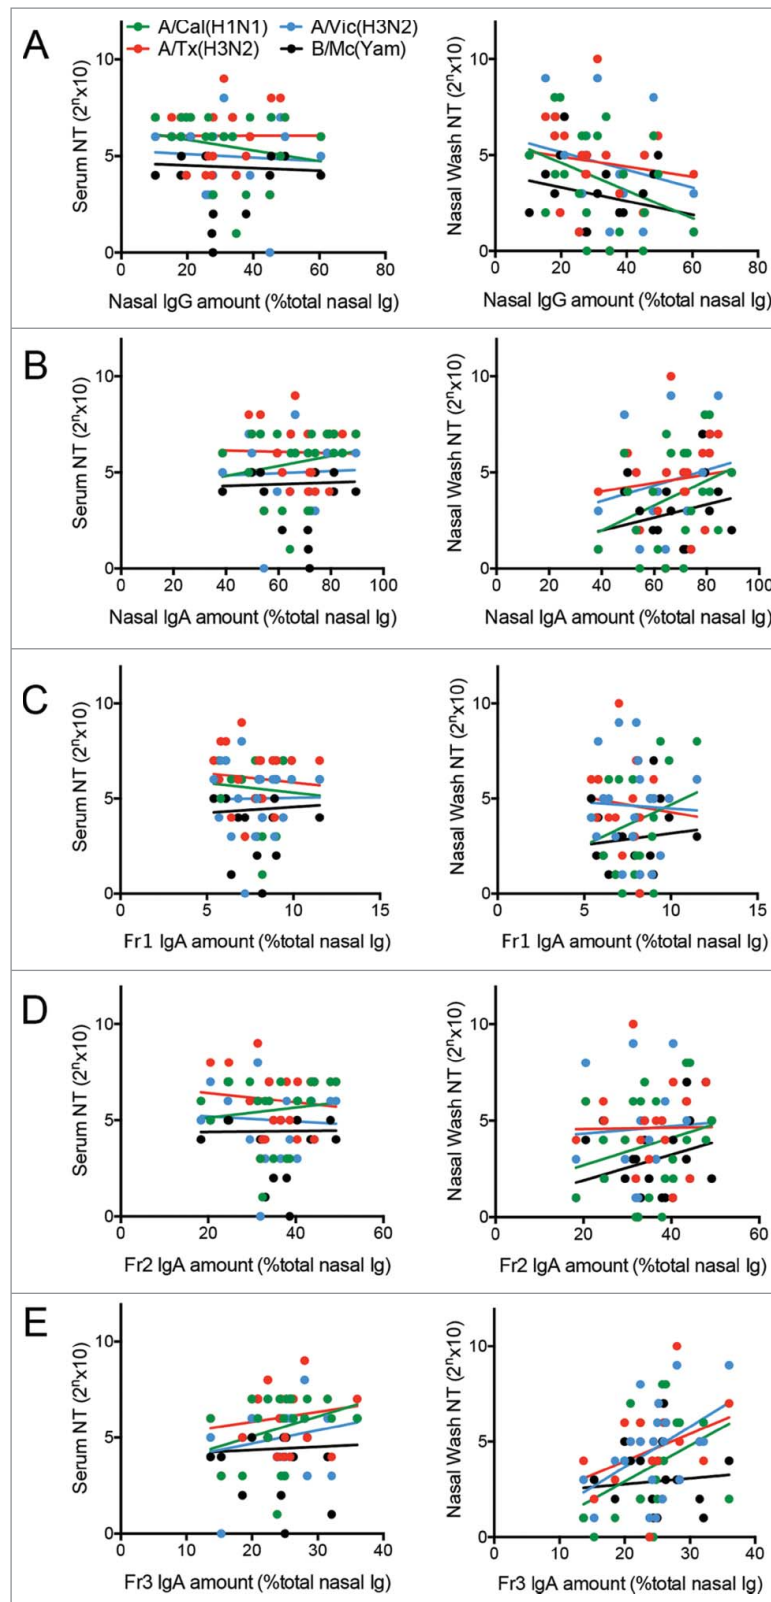 A
A/Cal(H1N1) A/Vic(H3N2)
A/Tx(H3N2) B/Mc(Yam)
Serum NT (2ⁿx10)
10
5
0
0 20 40 60 80
Nasal IgG amount (%total nasal Ig)
Nasal Wash NT (2ⁿx10)
10
5
0
0 20 40 60 80
Nasal IgG amount (%total nasal Ig)
B
Serum NT (2ⁿx10)
10
5
0
0 20 40 60 80 100
Nasal IgA amount (%total nasal Ig)
Nasal Wash NT (2ⁿx10)
10
5
0
0 20 40 60 80 100
Nasal IgA amount (%total nasal Ig)
C
Serum NT (2ⁿx10)
10
5
0
0 5 10 15
Fr1 IgA amount (%total nasal Ig)
Nasal Wash NT (2ⁿx10)
10
5
0
0 5 10 15
Fr1 IgA amount (%total nasal Ig)
D
Serum NT (2ⁿx10)
10
5
0
0 20 40 60
Fr2 IgA amount (%total nasal Ig)
Nasal Wash NT (2ⁿx10)
10
5
0
0 20 40 60
Fr2 IgA amount (%total nasal Ig)
E
Serum NT (2ⁿx10)
10
5
0
0 10 20 30 40
Fr3 IgA amount (%total nasal Ig)
Nasal Wash NT (2ⁿx10)
10
5
0
0 10 20 30 40
Fr3 IgA amount (%total nasal Ig)